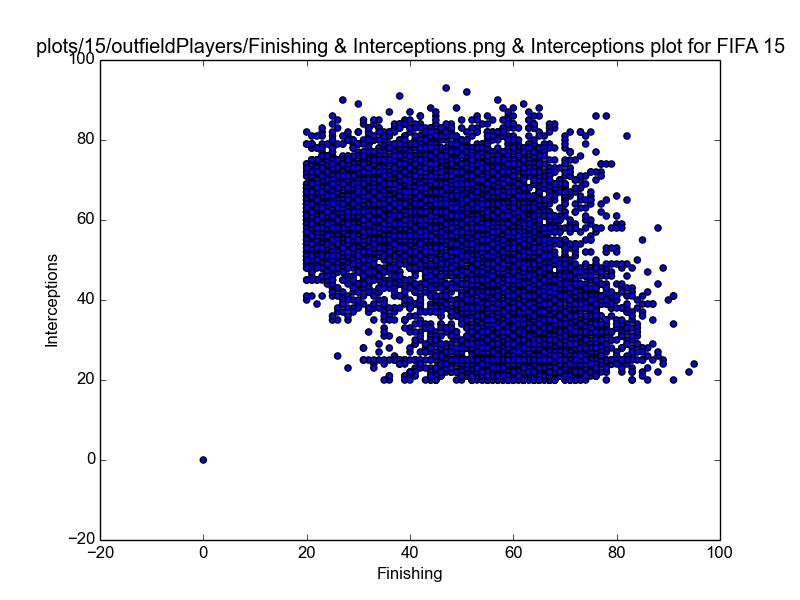 plots/15/outfieldPlayers/Finishing & Interceptions.png & Interceptions plot for FIFA 15
100
80
60
40
20
0
−20
Interceptions
−20 0 20 40 60 80 100
Finishing